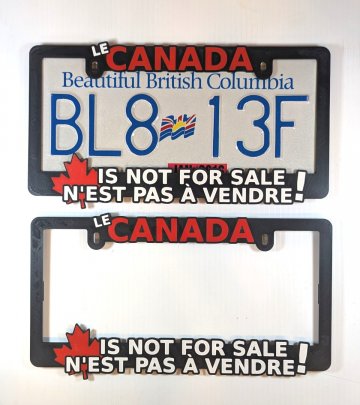 LE CANADA
Beautiful British Columbia
BL8 13F
IS NOT FOR SALE
N'EST PAS À VENDRE!
LE CANADA
IS NOT FOR SALE
N'EST PAS À VENDRE!